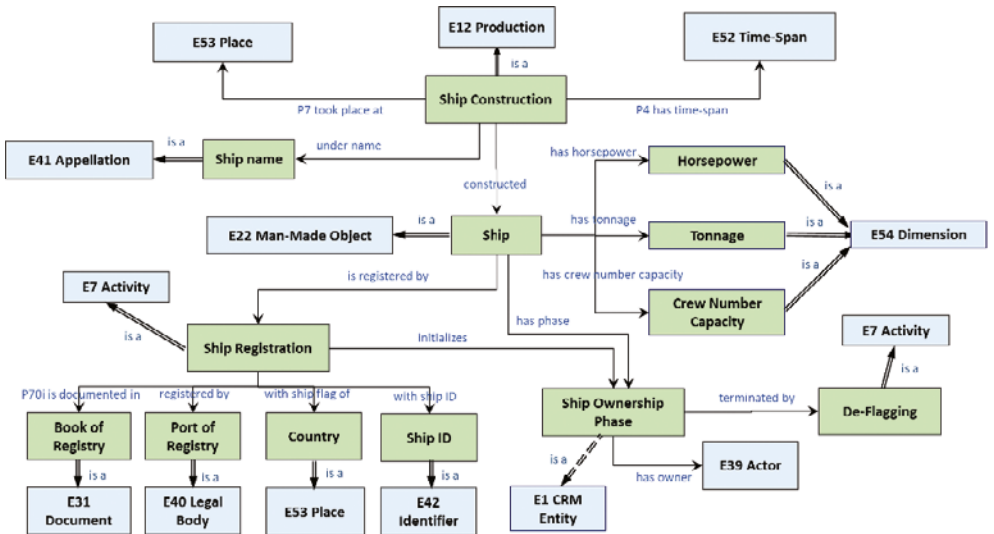 E53 Place
E12 Production
E52 Time-Span
is a
Ship Construction
P7 took place at
P4 has time-span
E41 Appellation
is a
Ship name
under name
has horsepower
Horsepower
is a
constructed
E22 Man-Made Object
is a
Ship
has tonnage
Tonnage
is a
E54 Dimension
is registered by
has crew number capacity
is a
E7 Activity
has phase
Crew Number
Capacity
E7 Activity
is a
Ship Registration
initializes
is a
P70i is documented in
registered by
with ship flag of
with ship ID
Ship Ownership
Phase
terminated by
De-Flagging
Book of
Registry
Port of
Registry
Country
Ship ID
is a
is a
is a
is a
is a
has owner
E39 Actor
E31
Document
E40 Legal
Body
E53 Place
E42
Identifier
E1 CRM
Entity